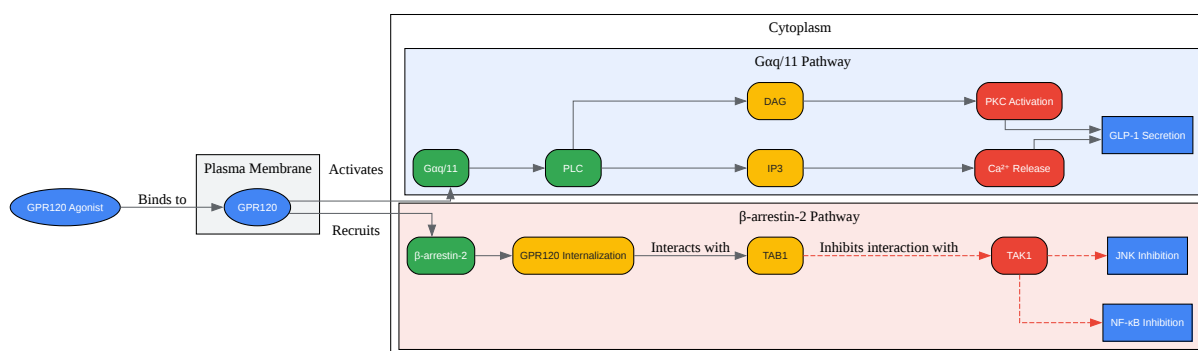 Cytoplasm
Gαq/11 Pathway
DAG
PKC Activation
GLP-1 Secretion
Plasma Membrane
Activates
Gαq/11
PLC
IP3
Ca²⁺ Release
GPR120 Agonist
Binds to
GPR120
Recruits
β-arrestin-2 Pathway
β-arrestin-2
GPR120 Internalization
Interacts with
TAB1
Inhibits interaction with
TAK1
JNK Inhibition
NF-κB Inhibition